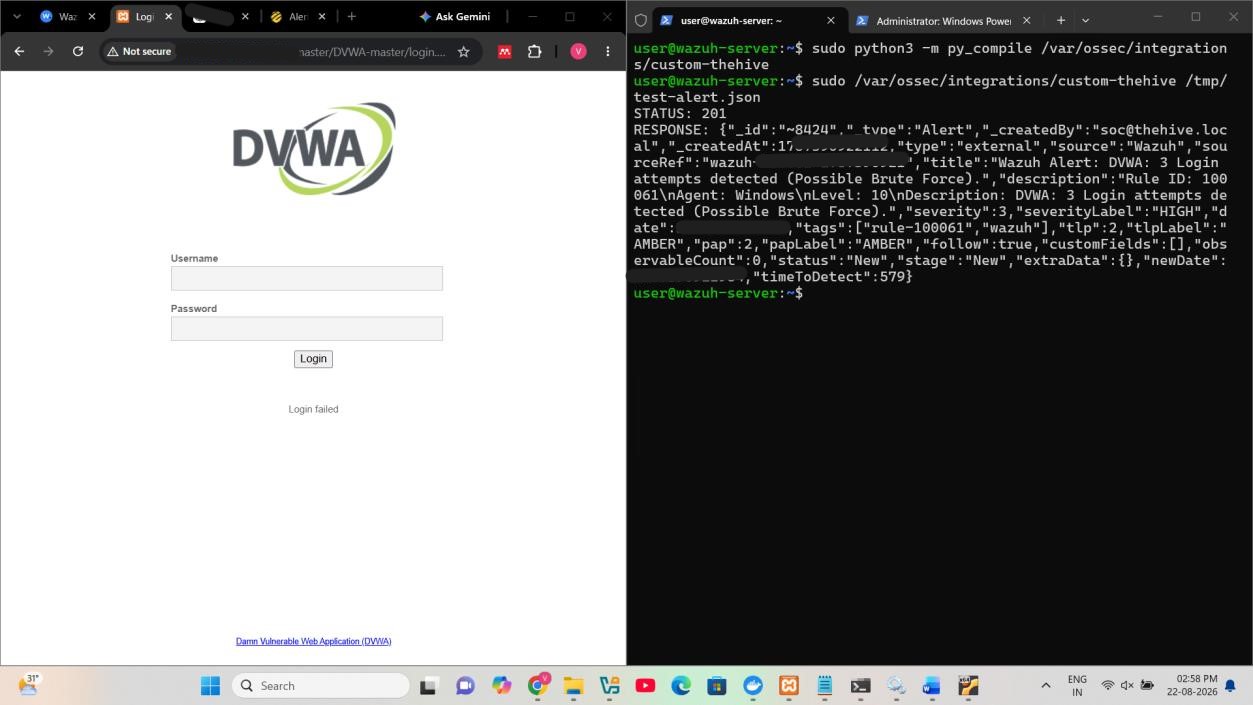 Waz
Logi
Aler
Ask Gemini
Not secure
naster/DVWA-master/login....
V
DVWA
Username
Password
Login
Login failed
Damn Vulnerable Web Application (DVWA)
user@wazuh-server: ~
Administrator: Windows Power
user@wazuh-server:~$ sudo python3 -m py_compile /var/ossec/integration
s/custom-thehive
user@wazuh-server:~$ sudo /var/ossec/integrations/custom-thehive /tmp/
test-alert.json
STATUS: 201
RESPONSE: {"_id":"~8424","_type":"Alert","_createdBy":"soc@thehive.loc
al","_createdAt": ,"type":"external","source":"Wazuh","sou
rceRef":"wazuh- ","title":"Wazuh Alert: DVWA: 3 Login
attempts detected (Possible Brute Force).","description":"Rule ID: 100
061\nAgent: Windows\nLevel: 10\nDescription: DVWA: 3 Login attempts de
tected (Possible Brute Force).","severity":3,"severityLabel":"HIGH","d
ate": ,"tags":["rule-100061","wazuh"],"tlp":2,"tlpLabel":"
AMBER","pap":2,"papLabel":"AMBER","follow":true,"customFields":[],"obs
ervableCount":0,"status":"New","stage":"New","extraData":{},"newDate":
,"timeToDetect":579}
user@wazuh-server:~$
31°
Search
ENG
IN
02:58 PM
22-08-2026